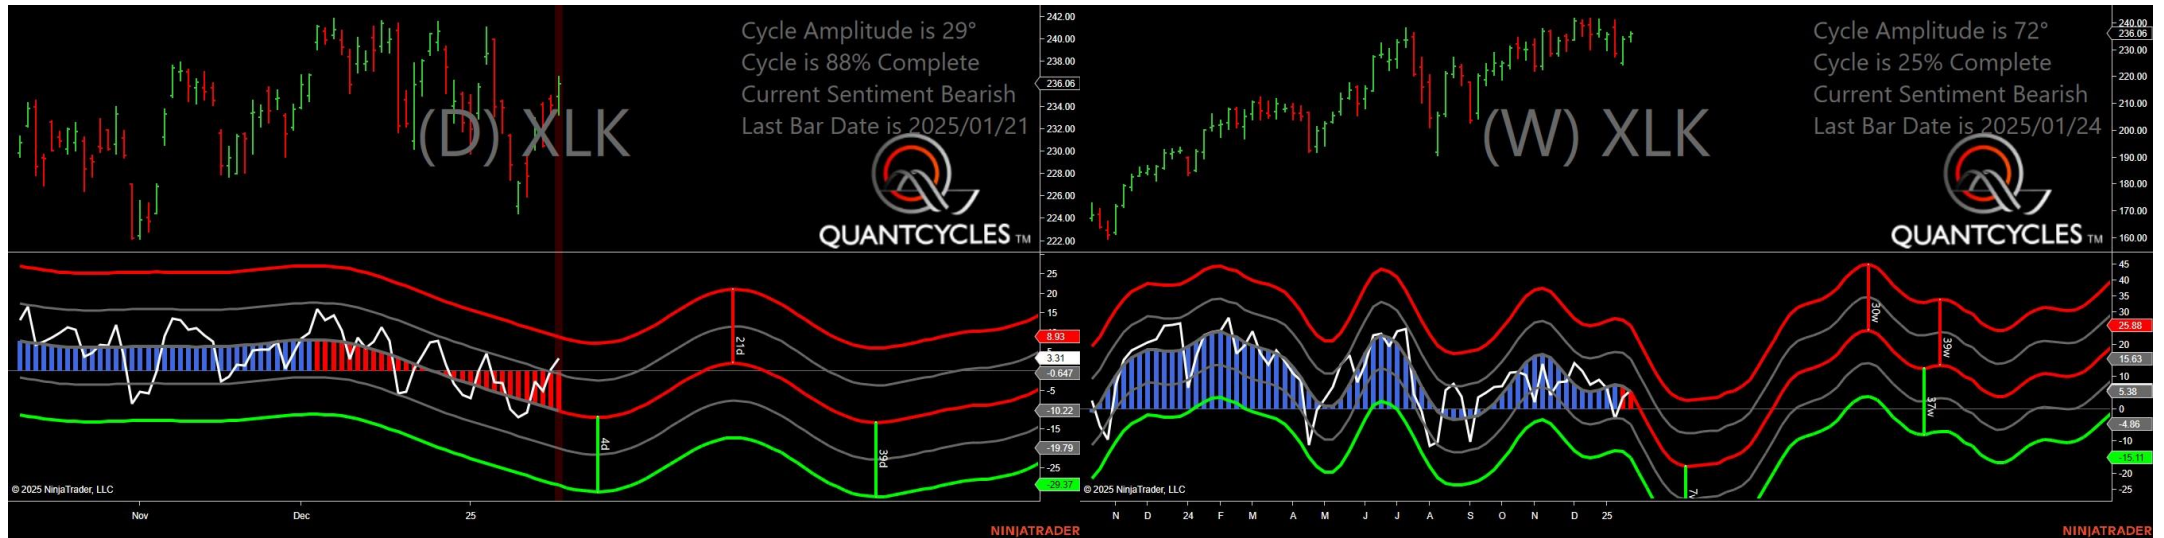 Cycle Amplitude is 29°
Cycle is 88% Complete
Current Sentiment Bearish
Last Bar Date is 2025/01/21
(D) XLK
QUANTCYCLES TM
242.00
240.00
238.00
236.06
234.00
232.00
230.00
228.00
226.00
224.00
222.00
25
20
15
8.93
3.31
-0.647
-5
-10.22
-15
-19.79
-25
-29.37
21d
4d
39d
© 2025 NinjaTrader, LLC
Nov
Dec
25
NINJATRADER
Cycle Amplitude is 72°
Cycle is 25% Complete
Current Sentiment Bearish
Last Bar Date is 2025/01/24
(W) XLK
QUANTCYCLES TM
240.00
236.06
230.00
220.00
210.00
200.00
190.00
180.00
170.00
160.00
45
35
30
25.88
20
15.63
10
5.38
0
-4.86
-10
-15.11
-20
-25
30w
39w
37w
© 2025 NinjaTrader, LLC
N D 24 F M A M J J A S O N D 25
NINJATRADER